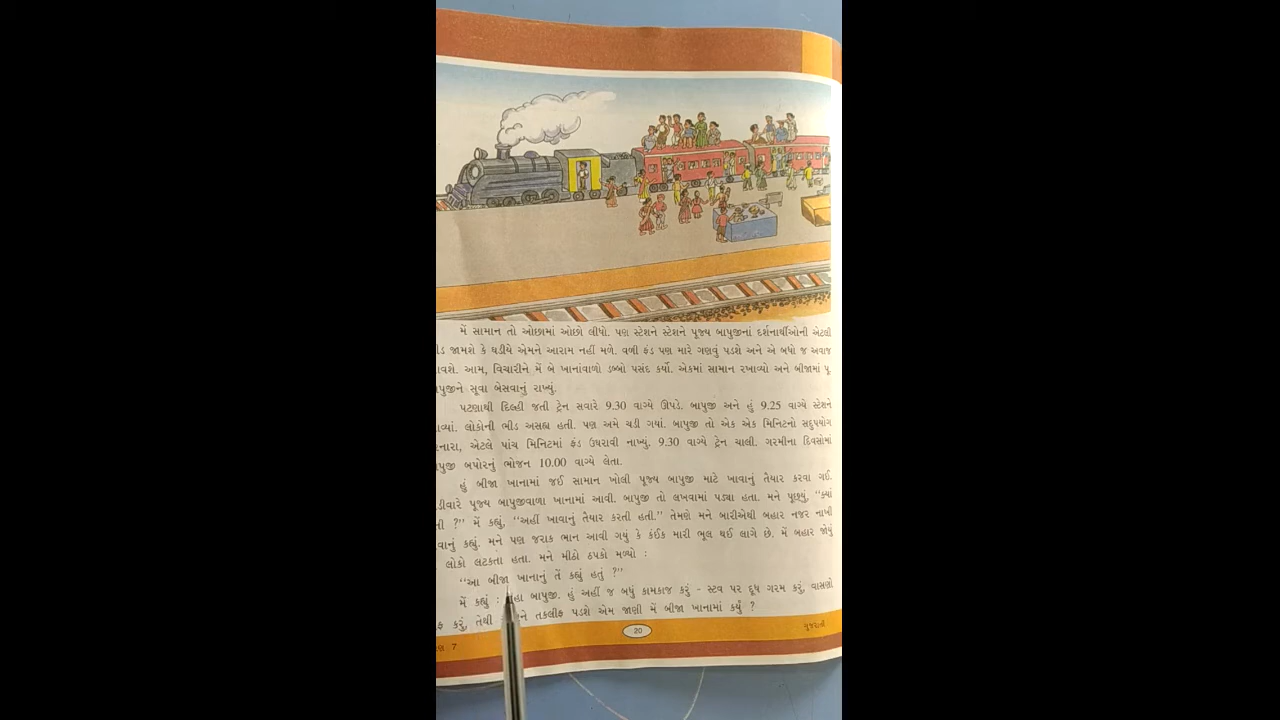 મેં સામાન તો ઓછામાં ઓછો લીધો. પણ સ્ટેશને સ્ટેશને પૂજ્ય બાપુજીનાં દર્શનાર્થીઓની એટલી
જામશે કે ઘડીયે એમને આરામ નહીં મળે. વળી ફંડ પણ મારે ગણવું પડશે અને એ બધો જ અવાજ
આમ, વિચારીને મેં બે ખાનાંવાળો ડબ્બો પસંદ કર્યો. એકમાં સામાન રખાવ્યો અને બીજામાં પૂ.
સૂવા બેસવાનું રાખ્યું.
પટણાથી દિલ્હી જતી ટ્રેન સવારે 9.30 વાગ્યે ઊપડે. બાપુજી અને હું 9.25 વાગ્યે સ્ટેશને
લોકોની ભીડ અસહ્ય હતી. પણ અમે ચડી ગયાં. બાપુજી તો એક એક મિનિટનો સદુપયોગ
એટલે પાંચ મિનિટમાં ફંડ ઉઘરાવી નાખ્યું. 9.30 વાગ્યે ટ્રેન ચાલી. ગરમીના દિવસોમાં
બપોરનું ભોજન 10.00 વાગ્યે લેતા.
હું બીજા ખાનામાં જઈ સામાન ખોલી પૂજ્ય બાપુજી માટે ખાવાનું તૈયાર કરવા ગઈ.
પૂજ્ય બાપુજીવાળા ખાનામાં આવી. બાપુજી તો લખવામાં પડ્યા હતા. મને પૂછ્યું, “ક્યાં
?” મેં કહ્યું, “અહીં ખાવાનું તૈયાર કરતી હતી.” તેમણે મને બારીએથી બહાર નજર નાખી
કહ્યું. મને પણ જરાક ભાન આવી ગયું કે કંઈક મારી ભૂલ થઈ લાગે છે. મેં બહાર જોયું
લોકો લટકતા હતા. મને મીઠો ઠપકો મળ્યો :
“આ બીજા ખાનાનું તેં કહ્યું હતું ?”
મેં કહ્યું : બાપુજી. હું અહીં જ બધું કામકાજ કરું - સ્ટવ પર દૂધ ગરમ કરું, વાસણો
કરું, તેથી તકલીફ પડશે એમ જાણી મેં બીજા ખાનામાં કર્યું ?
20
ગુજરાતી
7